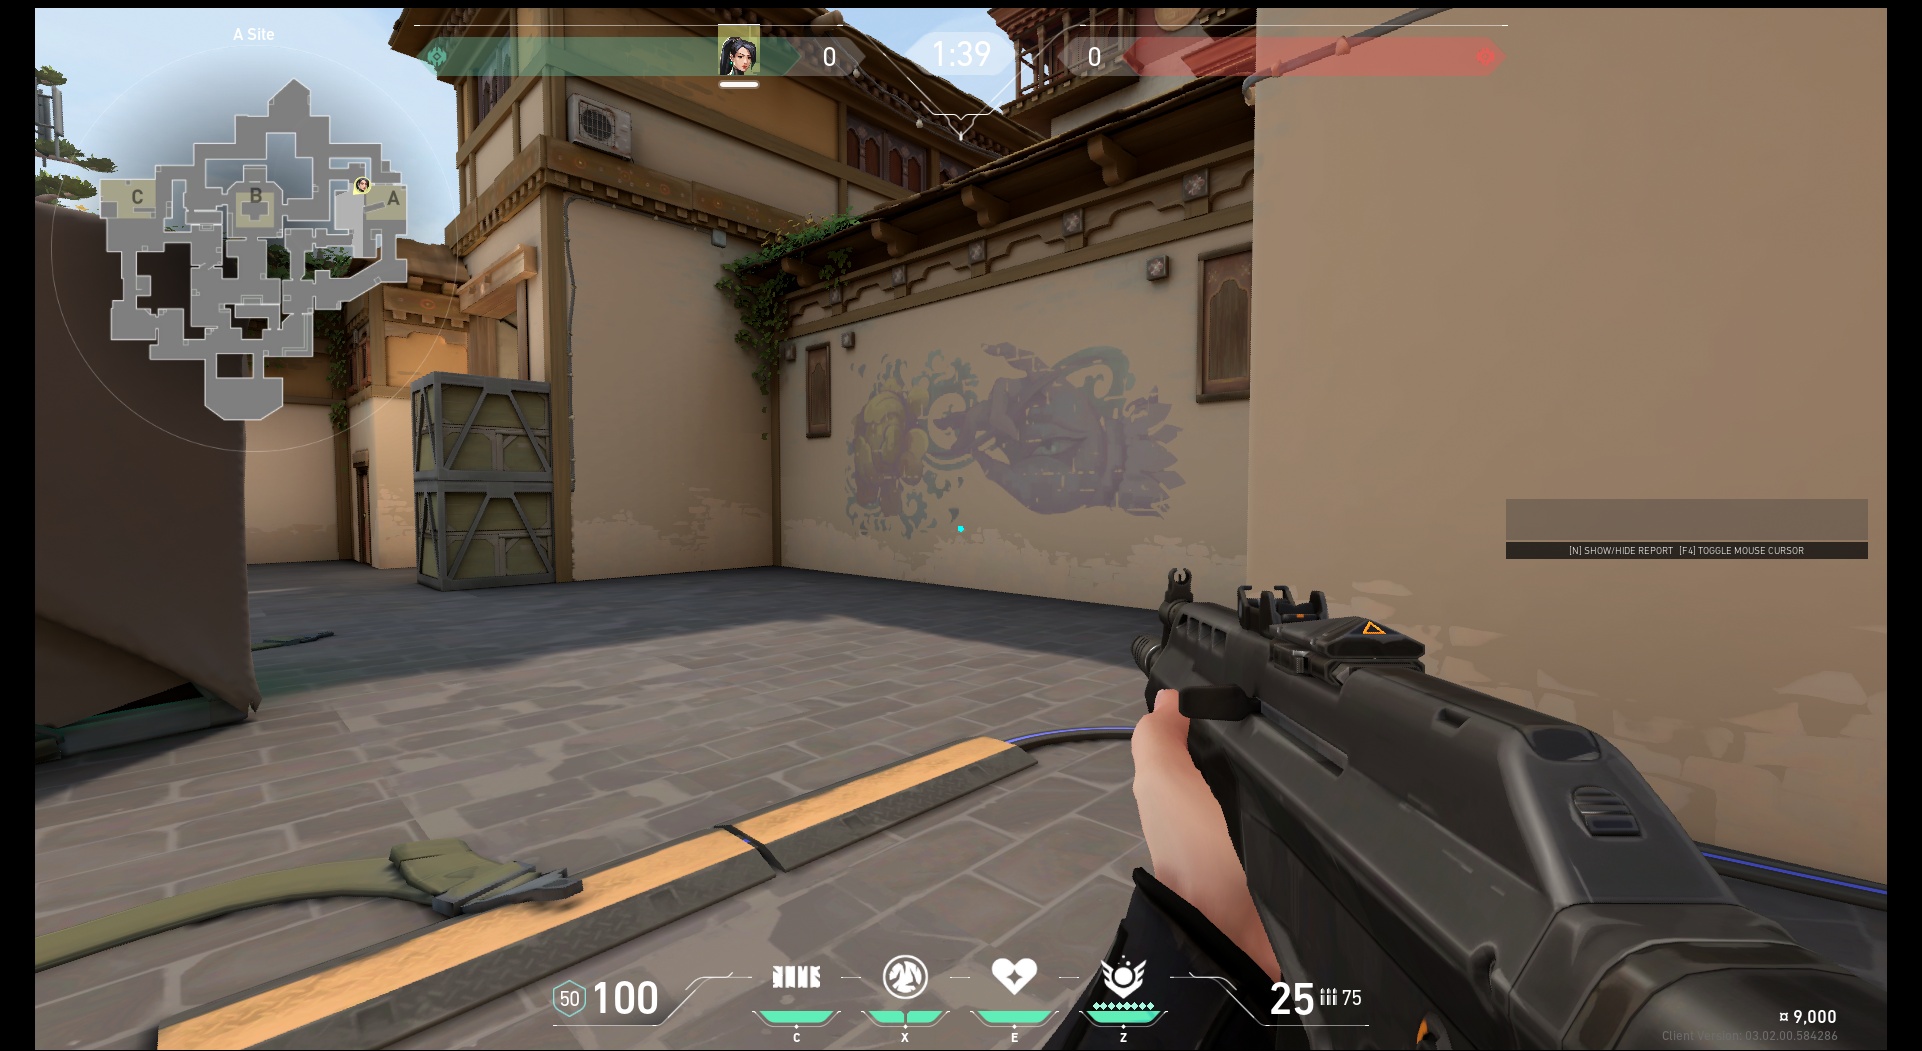 A Site
0
1:39
0
C
B
A
[N] SHOW/HIDE REPORT [F4] TOGGLE MOUSE CURSOR
50
100
C
X
E
Z
25
75
¤ 9,000
Client Version: 03.02.00.584286